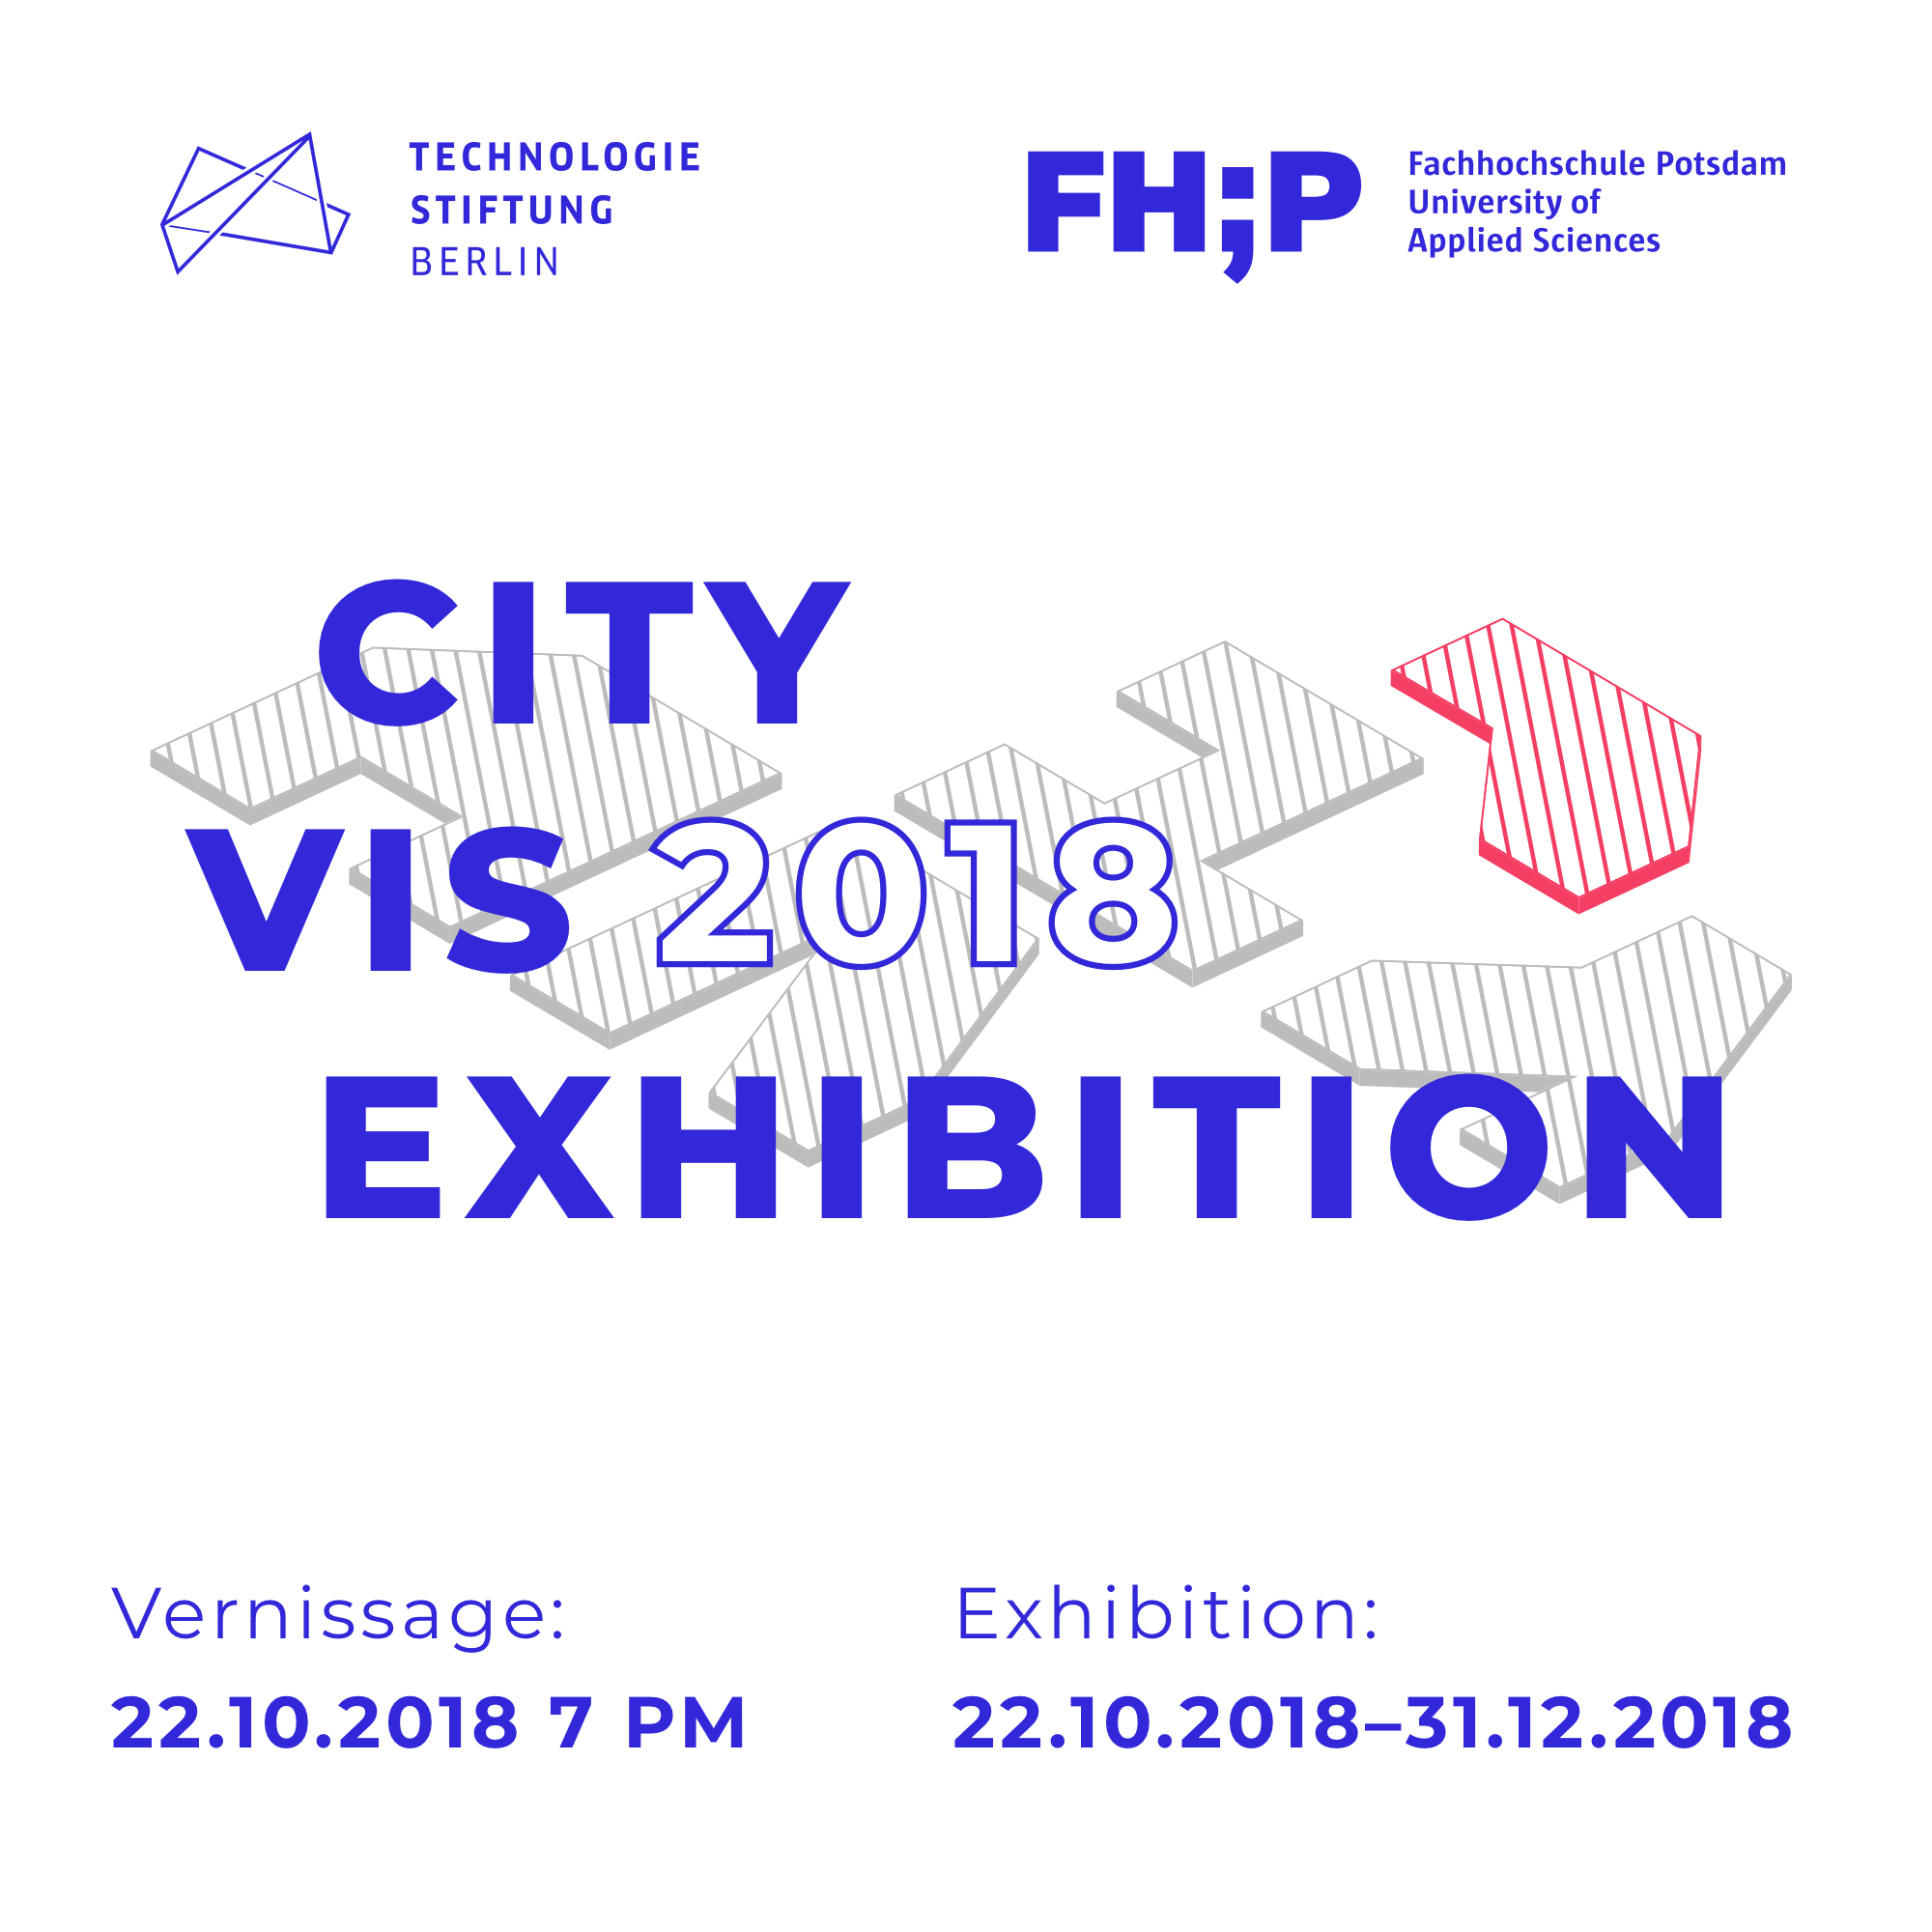 TECHNOLOGIE
STIFTUNG
BERLIN
FH;P
Fachhochschule Potsdam
University of
Applied Sciences
CITY
VIS 2018
EXHIBITION
Vernissage:
22.10.2018 7 PM
Exhibition:
22.10.2018–31.12.2018